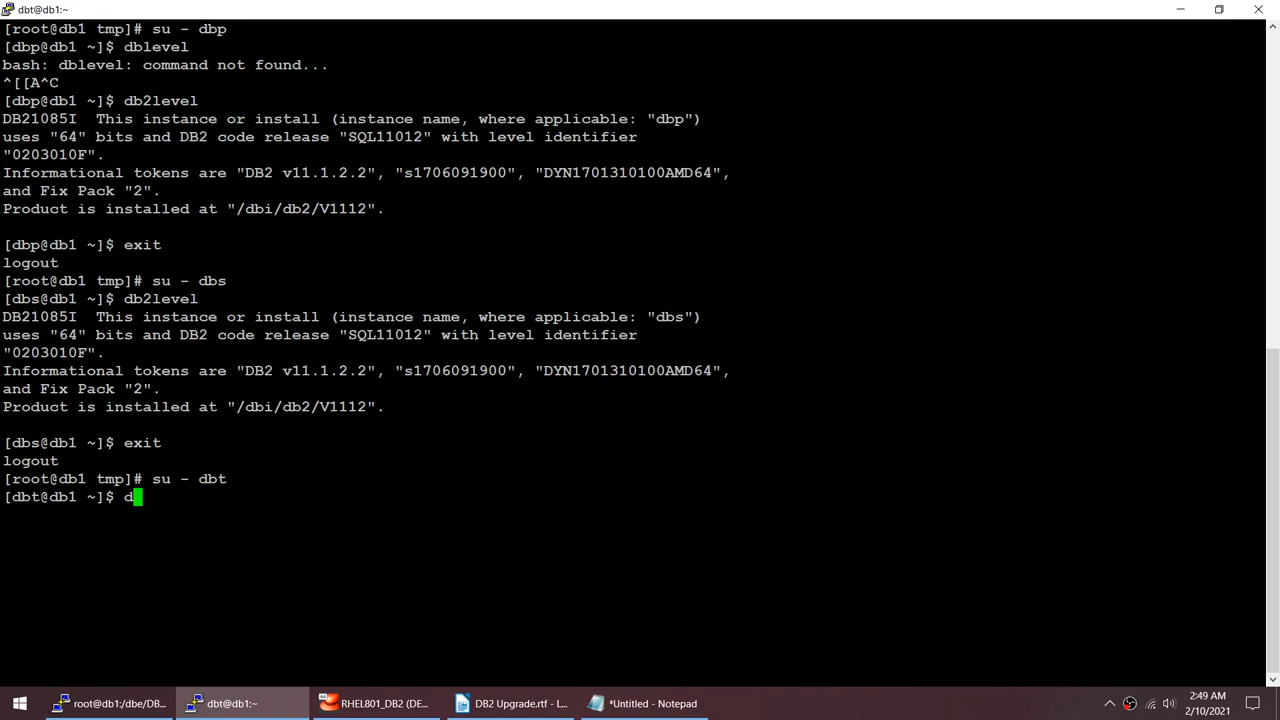 dbt@db1:~
[root@db1 tmp]# su - dbp
[dbp@db1 ~]$ dblevel
bash: dblevel: command not found...
^[[A^C
[dbp@db1 ~]$ db2level
DB21085I  This instance or install (instance name, where applicable: "dbp")
uses "64" bits and DB2 code release "SQL11012" with level identifier
"0203010F".
Informational tokens are "DB2 v11.1.2.2", "s1706091900", "DYN1701310100AMD64",
and Fix Pack "2".
Product is installed at "/dbi/db2/V1112".
[dbp@db1 ~]$ exit
logout
[root@db1 tmp]# su - dbs
[dbs@db1 ~]$ db2level
DB21085I  This instance or install (instance name, where applicable: "dbs")
uses "64" bits and DB2 code release "SQL11012" with level identifier
"0203010F".
Informational tokens are "DB2 v11.1.2.2", "s1706091900", "DYN1701310100AMD64",
and Fix Pack "2".
Product is installed at "/dbi/db2/V1112".
[dbs@db1 ~]$ exit
logout
[root@db1 tmp]# su - dbt
[dbt@db1 ~]$ d
root@db1:/dbe/DB... dbt@db1:~ RHEL801_DB2 (DE... DB2 Upgrade.rtf - L... *Untitled - Notepad 2:49 AM
2/10/2021